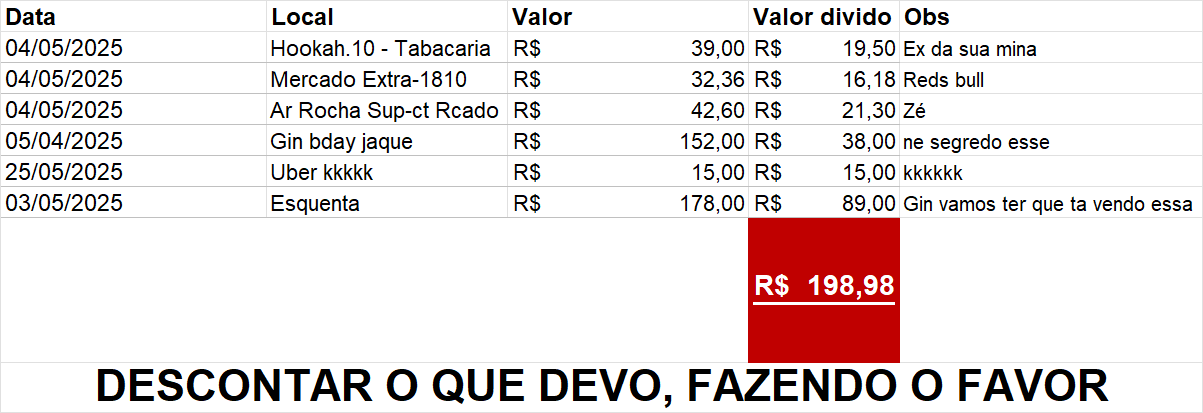 Data Local Valor Valor divido Obs
04/05/2025 Hookah.10 - Tabacaria R$ 39,00 R$ 19,50 Ex da sua mina
04/05/2025 Mercado Extra-1810 R$ 32,36 R$ 16,18 Reds bull
04/05/2025 Ar Rocha Sup-ct Rcado R$ 42,60 R$ 21,30 Zé
05/04/2025 Gin bday jaque R$ 152,00 R$ 38,00 ne segredo esse
25/05/2025 Uber kkkkk R$ 15,00 R$ 15,00 kkkkkk
03/05/2025 Esquenta R$ 178,00 R$ 89,00 Gin vamos ter que ta vendo essa
R$ 198,98
DESCONTAR O QUE DEVO, FAZENDO O FAVOR